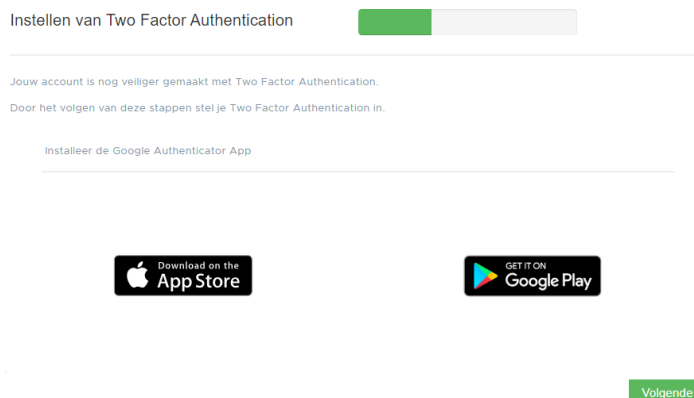 Instellen van Two Factor Authentication
Jouw account is nog veiliger gemaakt met Two Factor Authentication.
Door het volgen van deze stappen stel je Two Factor Authentication in.
Installeer de Google Authenticator App
Download on the
App Store
GET IT ON
Google Play
Volgende